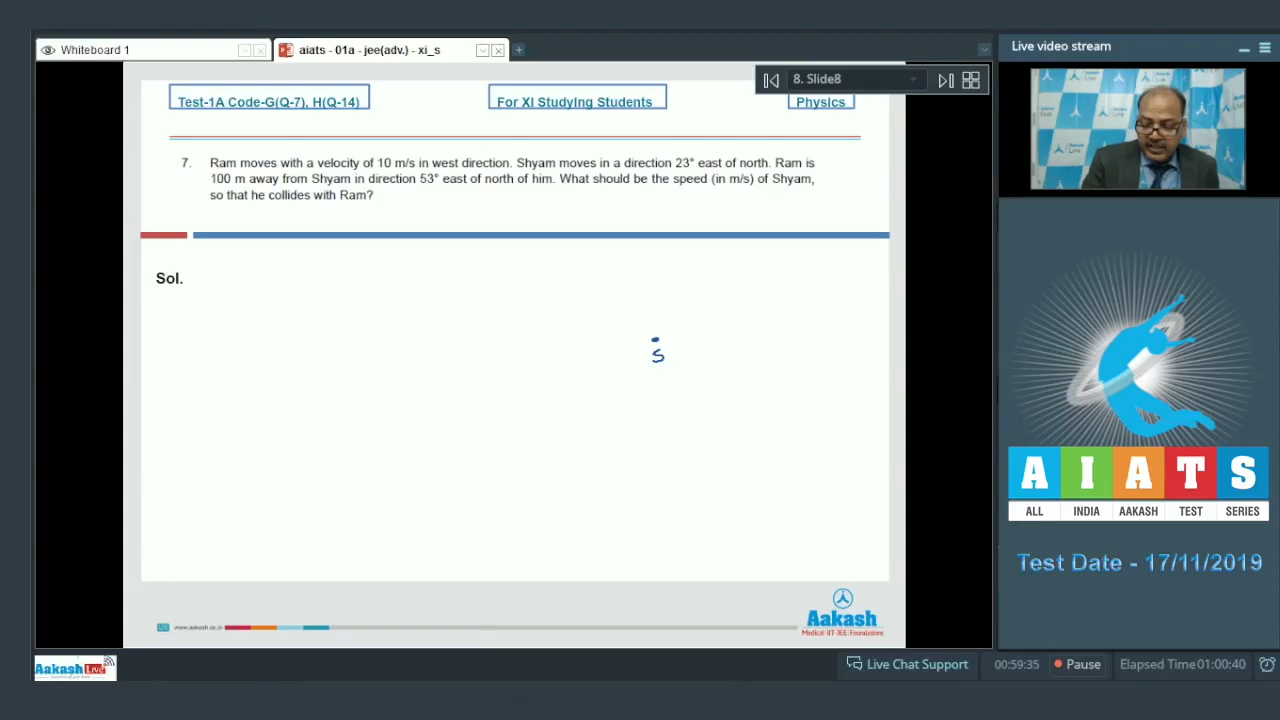 Whiteboard 1
aiats - 01a - jee(adv.) - xi_s
Live video stream
8. Slide8
Test-1A Code-G(Q-7), H(Q-14)
For XI Studying Students
Physics
7. Ram moves with a velocity of 10 m/s in west direction. Shyam moves in a direction 23° east of north. Ram is
100 m away from Shyam in direction 53° east of north of him. What should be the speed (in m/s) of Shyam,
so that he collides with Ram?
Sol.
S
A I A T S
ALL INDIA AAKASH TEST SERIES
Test Date - 17/11/2019
www.aakash.ac.in
Aakash
Medical|IIT-JEE|Foundations
Aakash Live
Live Chat Support
00:59:35
Pause
Elapsed Time 01:00:40